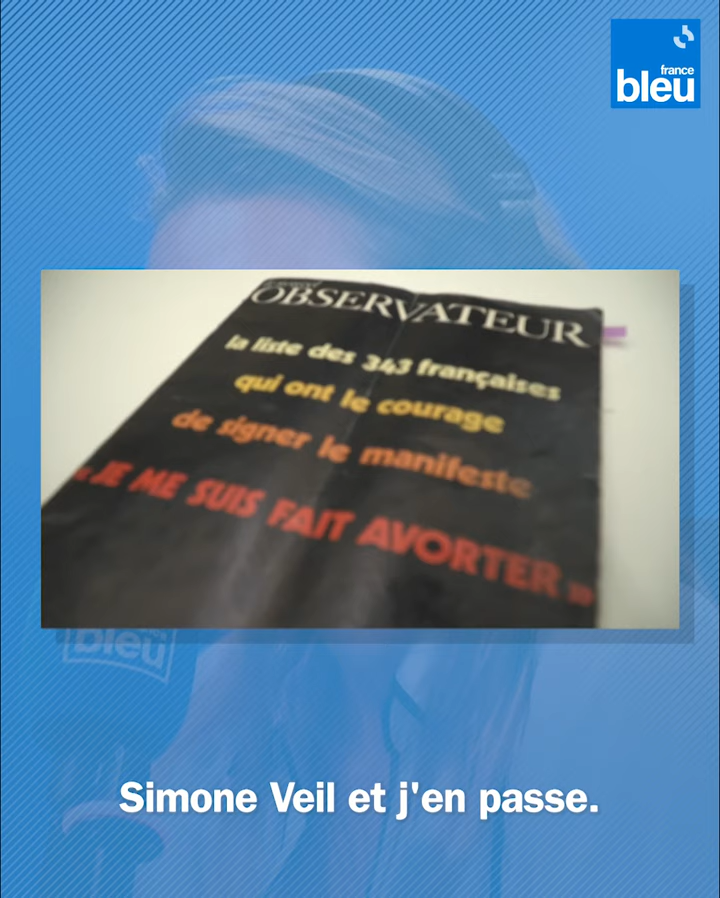 france
bleu
OBSERVATEUR
la liste des 343 françaises
qui ont le courage
de signer le manifeste
« JE ME SUIS FAIT AVORTER »
bleu
Simone Veil et j'en passe.